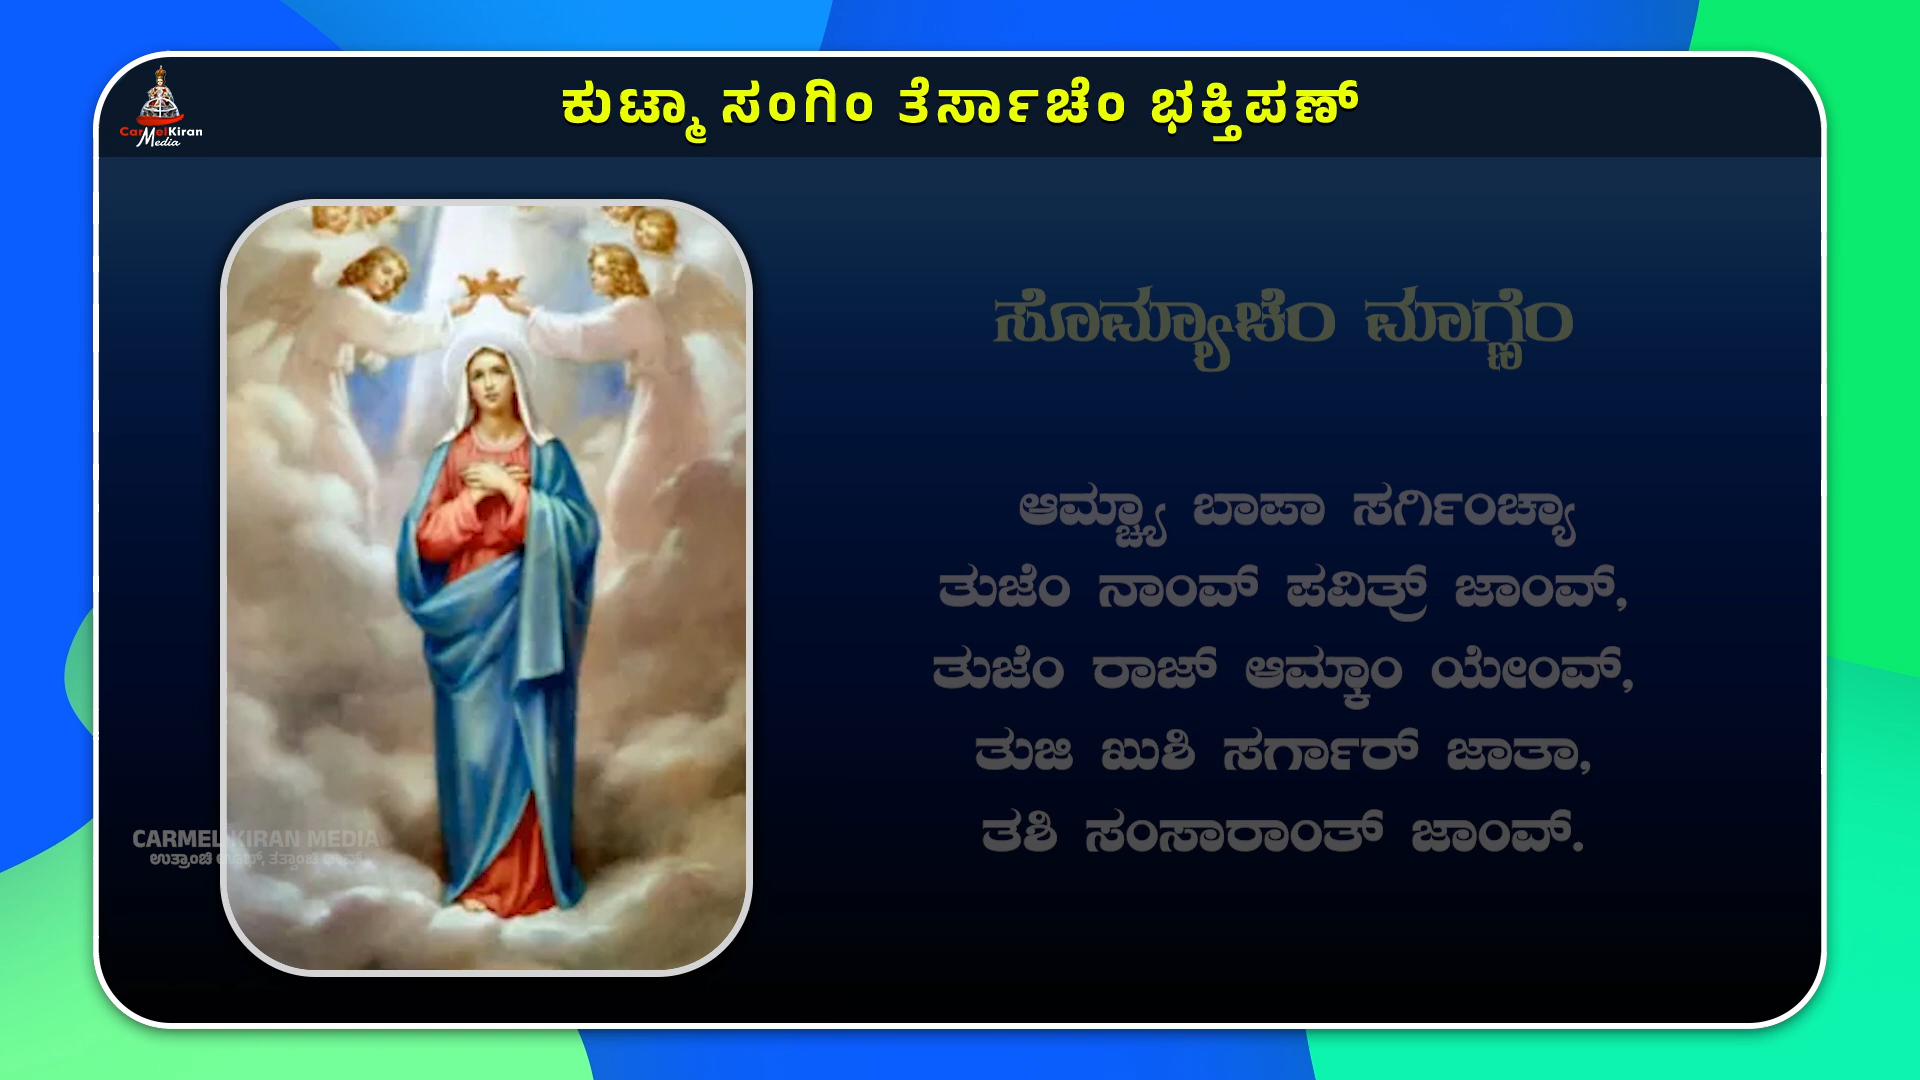 ಕುಟ್ಮಾ ಸಂಗಿಂ ತೆರ್ಸಾಚೆಂ ಭಕ್ತಿಪಣ್
CarmelKiran
Media
ಸೊಮ್ಯಾಚೆಂ ಮಾಗ್ಣೆಂ
ಆಮ್ಚ್ಯಾ ಬಾಪಾ ಸರ್ಗಿಂಚ್ಯಾ
ತುಜೆಂ ನಾಂವ್ ಪವಿತ್ರ್ ಜಾಂವ್,
ತುಜೆಂ ರಾಜ್ ಆಮ್ಕಾಂ ಯೇಂವ್,
ತುಜಿ ಖುಶಿ ಸರ್ಗಾರ್ ಜಾತಾ,
ತಶಿ ಸಂಸಾರಾಂತ್ ಜಾಂವ್.
CARMEL KIRAN MEDIA